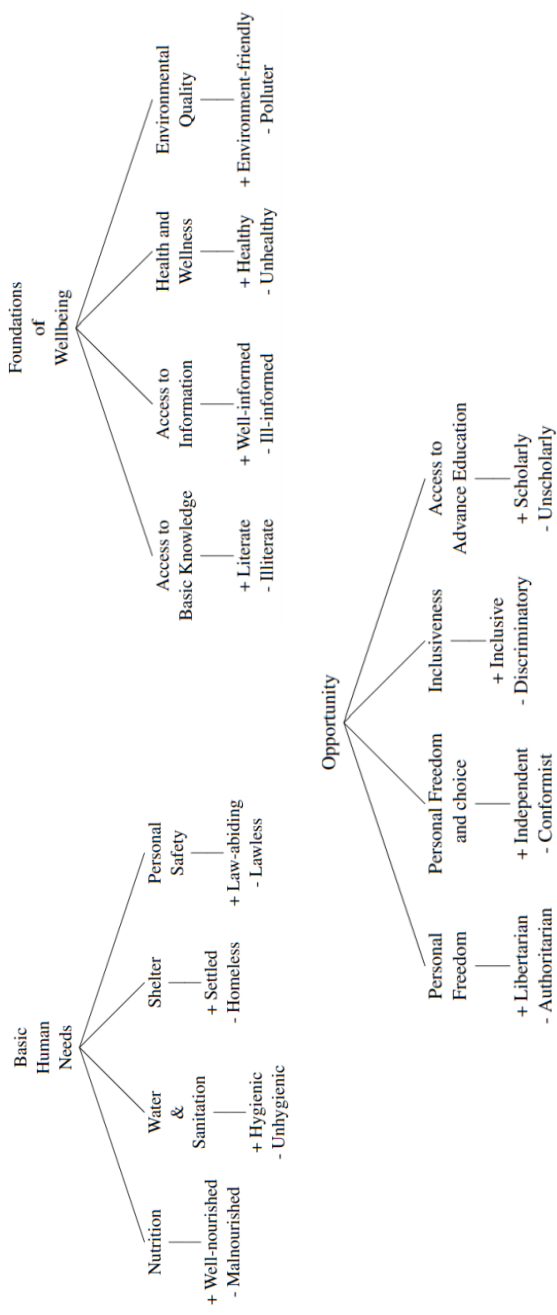 Basic
Human
Needs
Nutrition
+ Well-nourished
- Malnourished
Water
&
Sanitation
+ Hygienic
- Unhygienic
Shelter
+ Settled
- Homeless
Personal
Safety
+ Law-abiding
- Lawless
Foundations
of
Wellbeing
Access to
Basic Knowledge
+ Literate
- Illiterate
Access to
Information
+ Well-informed
- Ill-informed
Health and
Wellness
+ Healthy
- Unhealthy
Environmental
Quality
+ Environment-friendly
- Polluter
Opportunity
Personal
Freedom
+ Libertarian
- Authoritarian
Personal Freedom
and choice
+ Independent
- Conformist
Inclusiveness
+ Inclusive
- Discriminatory
Access to
Advance Education
+ Scholarly
- Unscholarly